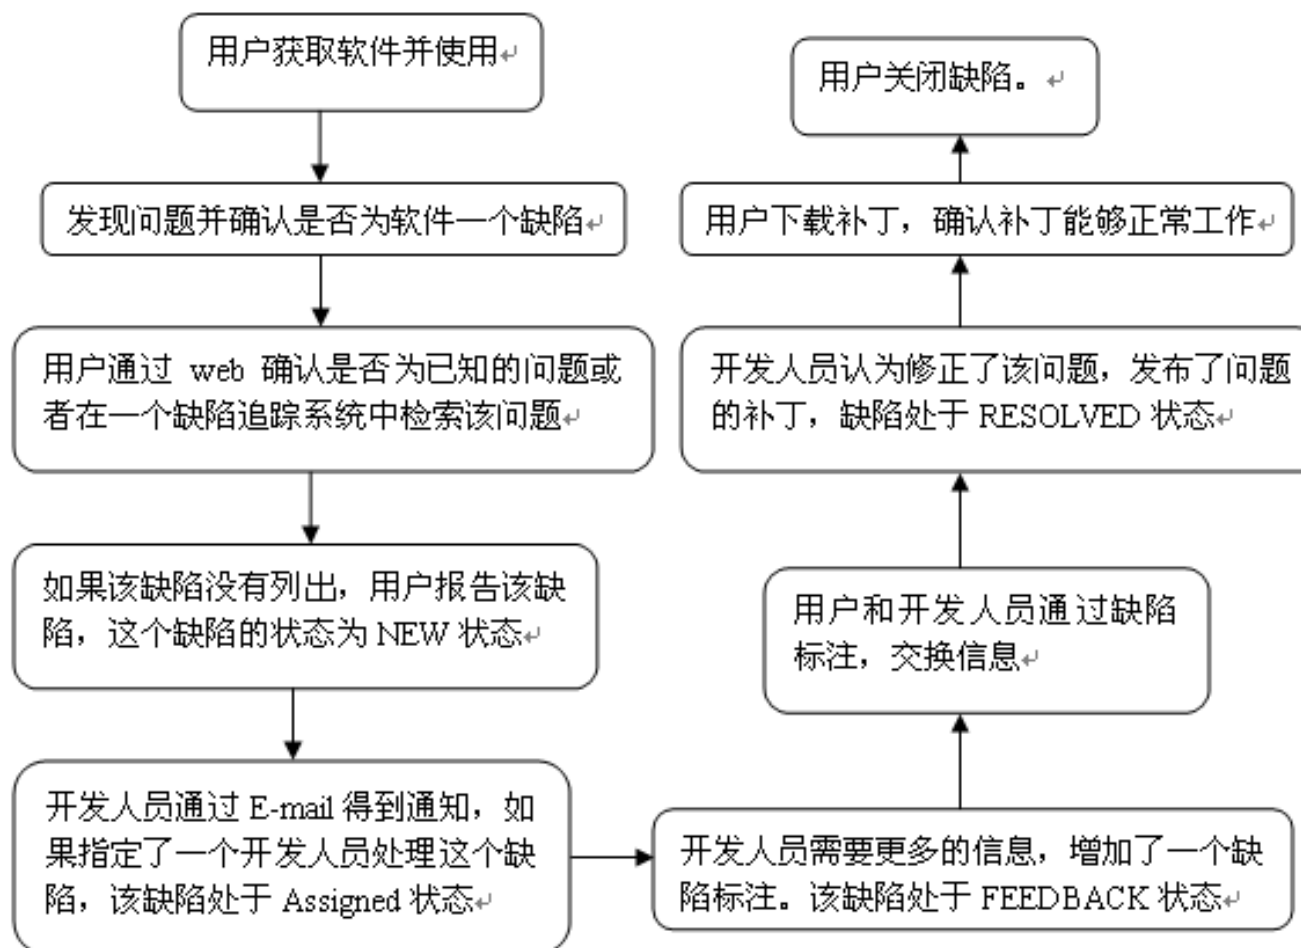 用户获取软件并使用↵
发现问题并确认是否为软件一个缺陷↵
用户通过 web 确认是否为已知的问题或
者在一个缺陷追踪系统中检索该问题↵
如果该缺陷没有列出，用户报告该缺
陷，这个缺陷的状态为 NEW 状态↵
开发人员通过 E-mail 得到通知，如
果指定了一个开发人员处理这个缺
陷，该缺陷处于 Assigned 状态↵
开发人员需要更多的信息，增加了一个缺
陷标注。该缺陷处于 FEEDBACK 状态↵
用户和开发人员通过缺陷
标注，交换信息↵
开发人员认为修正了该问题，发布了问题
的补丁，缺陷处于 RESOLVED 状态↵
用户下载补丁，确认补丁能够正常工作↵
用户关闭缺陷。↵